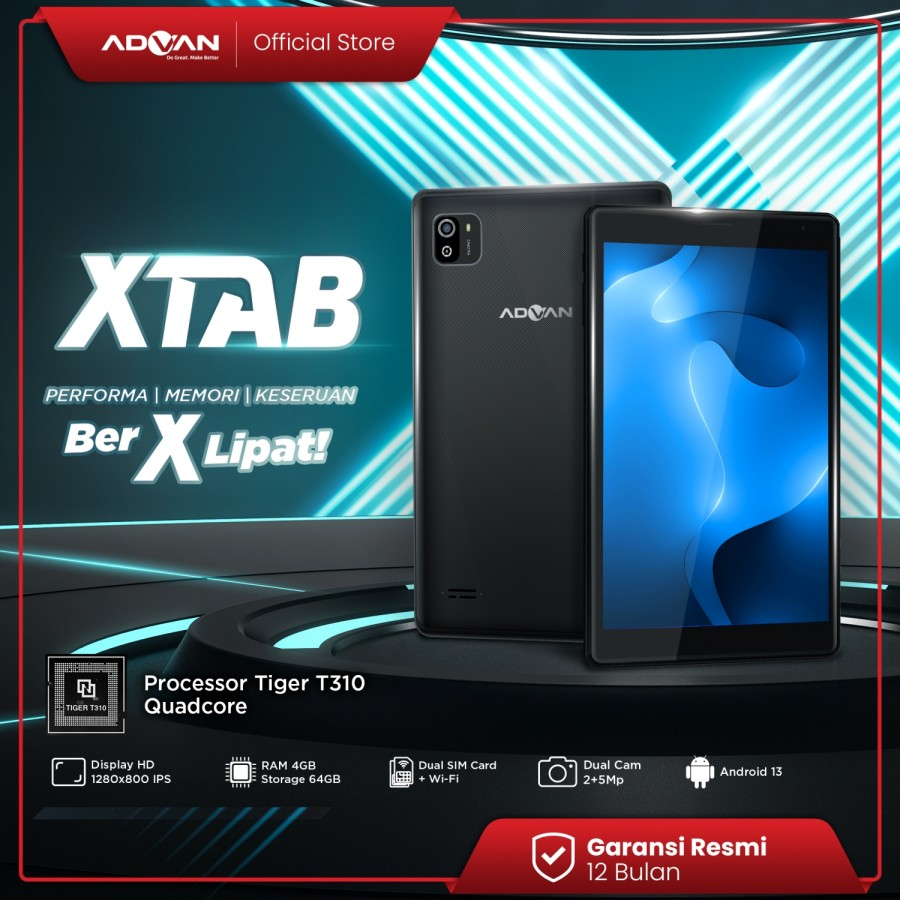 ADVAN
Do Great. Make Better
Official Store
XTAB
PERFORMA | MEMORI | KESERUAN
Ber X Lipat!
ADVAN
TIGER T310
Processor Tiger T310
Quadcore
Display HD
1280x800 IPS
RAM 4GB
Storage 64GB
Dual SIM Card
+ Wi-Fi
Dual Cam
2+5Mp
Android 13
Garansi Resmi
12 Bulan